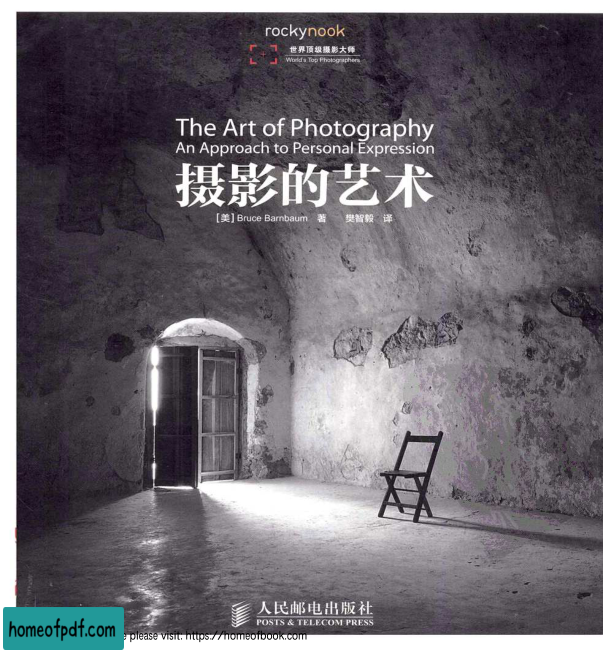 rockynook
世界顶级摄影大师
World's Top Photographers
The Art of Photography
An Approach to Personal Expression
摄影的艺术
[美] Bruce Barnbaum 著 樊智毅 译
人民邮电出版社
POSTS & TELECOM PRESS
homeofpdf.com
please visit: https://homeofbook.com